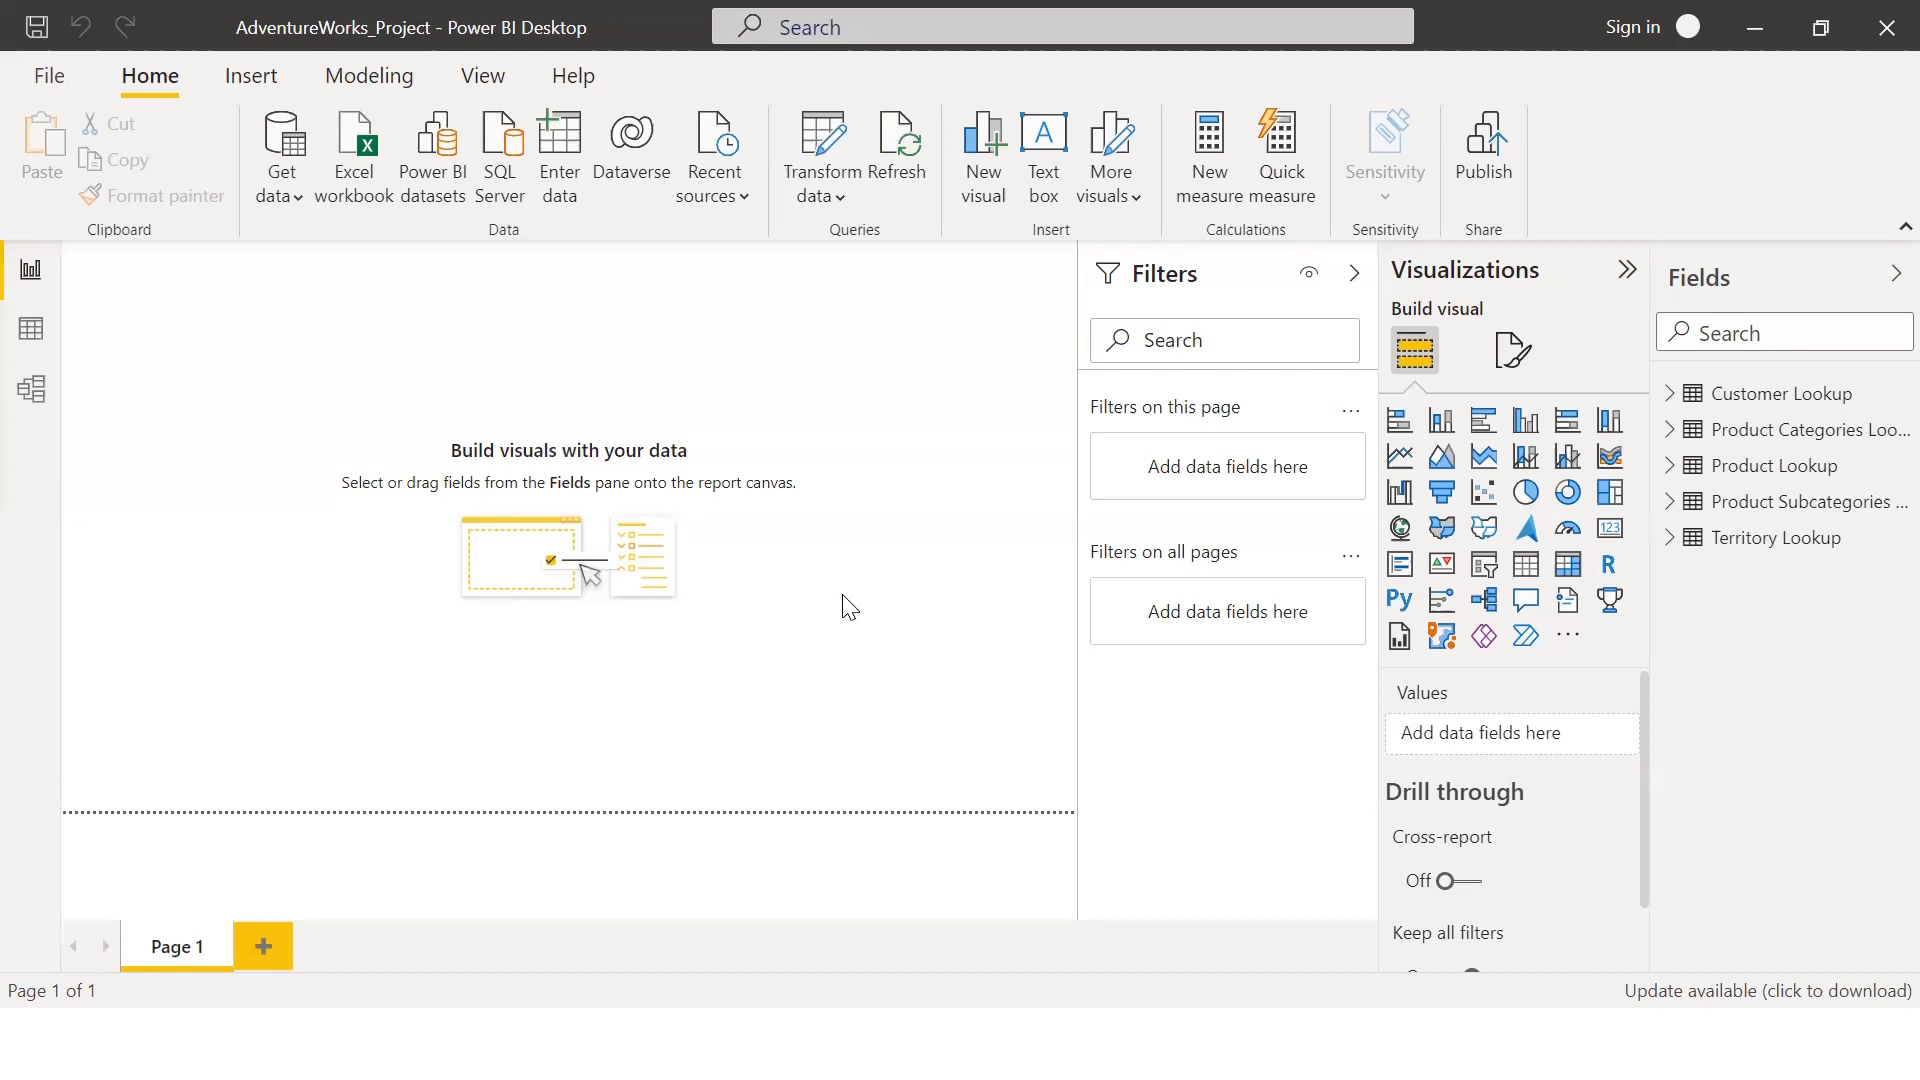 AdventureWorks_Project - Power BI Desktop
Search
Sign in
File
Home
Insert
Modeling
View
Help
Paste
Cut
Copy
Format painter
Clipboard
Get data
Excel workbook
Power BI datasets
SQL Server
Enter data
Dataverse
Recent sources
Data
Transform data
Refresh
Queries
New visual
Text box
More visuals
Insert
New measure
Quick measure
Calculations
Sensitivity
Sensitivity
Publish
Share
Build visuals with your data
Select or drag fields from the Fields pane onto the report canvas.
Filters
Search
Filters on this page
...
Add data fields here
Filters on all pages
...
Add data fields here
Visualizations
Build visual
123
R
Py
...
Values
Add data fields here
Drill through
Cross-report
Off
Keep all filters
Fields
Search
Customer Lookup
Product Categories Loo...
Product Lookup
Product Subcategories ...
Territory Lookup
Page 1
Page 1 of 1
Update available (click to download)